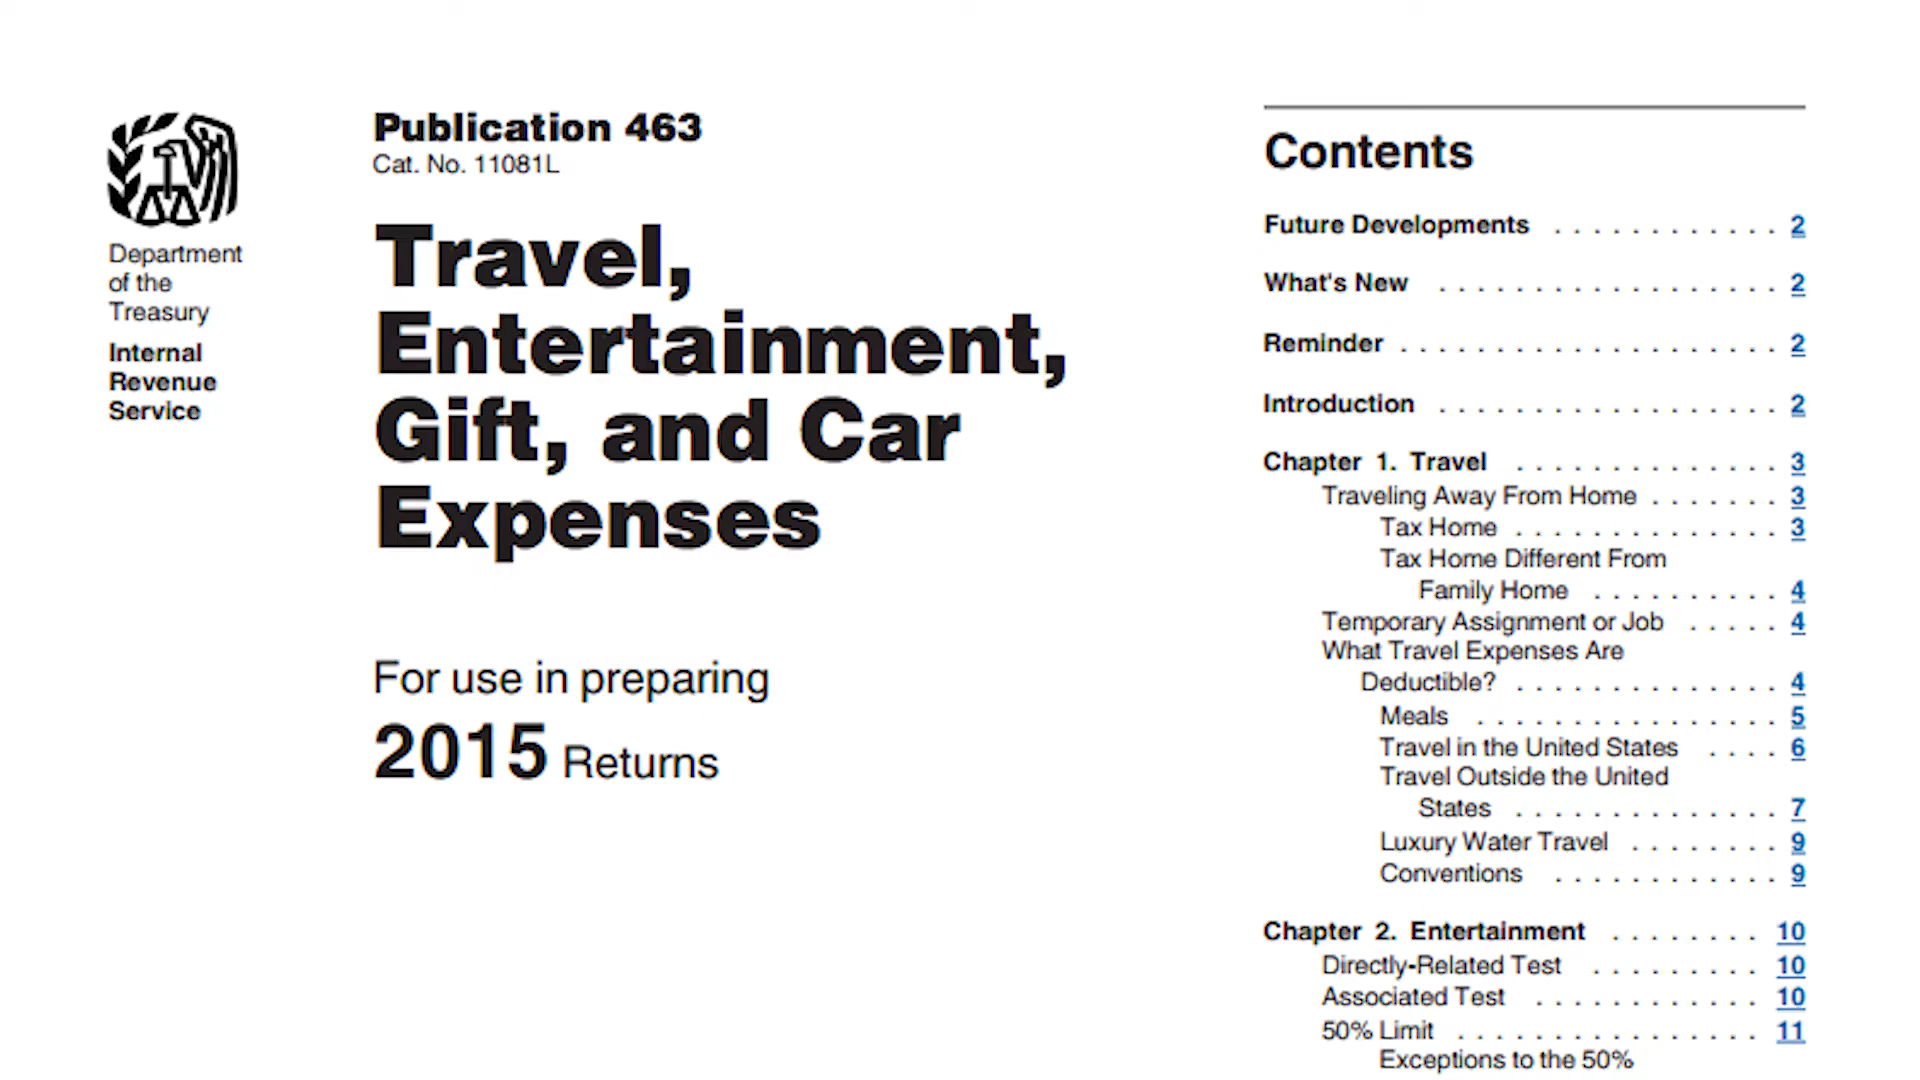 Department
of the
Treasury
Internal
Revenue
Service
Publication 463
Cat. No. 11081L
Travel,
Entertainment,
Gift, and Car
Expenses
For use in preparing
2015 Returns
Contents
Future Developments . . . . . . . . . . . . 2
What's New . . . . . . . . . . . . . . . . . . 2
Reminder . . . . . . . . . . . . . . . . . . . . 2
Introduction . . . . . . . . . . . . . . . . . . 2
Chapter 1. Travel . . . . . . . . . . . . . . 3
Traveling Away From Home . . . . . . . 3
Tax Home . . . . . . . . . . . . . . 3
Tax Home Different From
Family Home . . . . . . . . . . 4
Temporary Assignment or Job . . . . . 4
What Travel Expenses Are
Deductible? . . . . . . . . . . . . . . 4
Meals . . . . . . . . . . . . . . . . 5
Travel in the United States . . . . 6
Travel Outside the United
States . . . . . . . . . . . . . . 7
Luxury Water Travel . . . . . . . . 9
Conventions . . . . . . . . . . . . 9
Chapter 2. Entertainment . . . . . . . . 10
Directly-Related Test . . . . . . . . . 10
Associated Test . . . . . . . . . . . . 10
50% Limit . . . . . . . . . . . . . . . . 11
Exceptions to the 50%